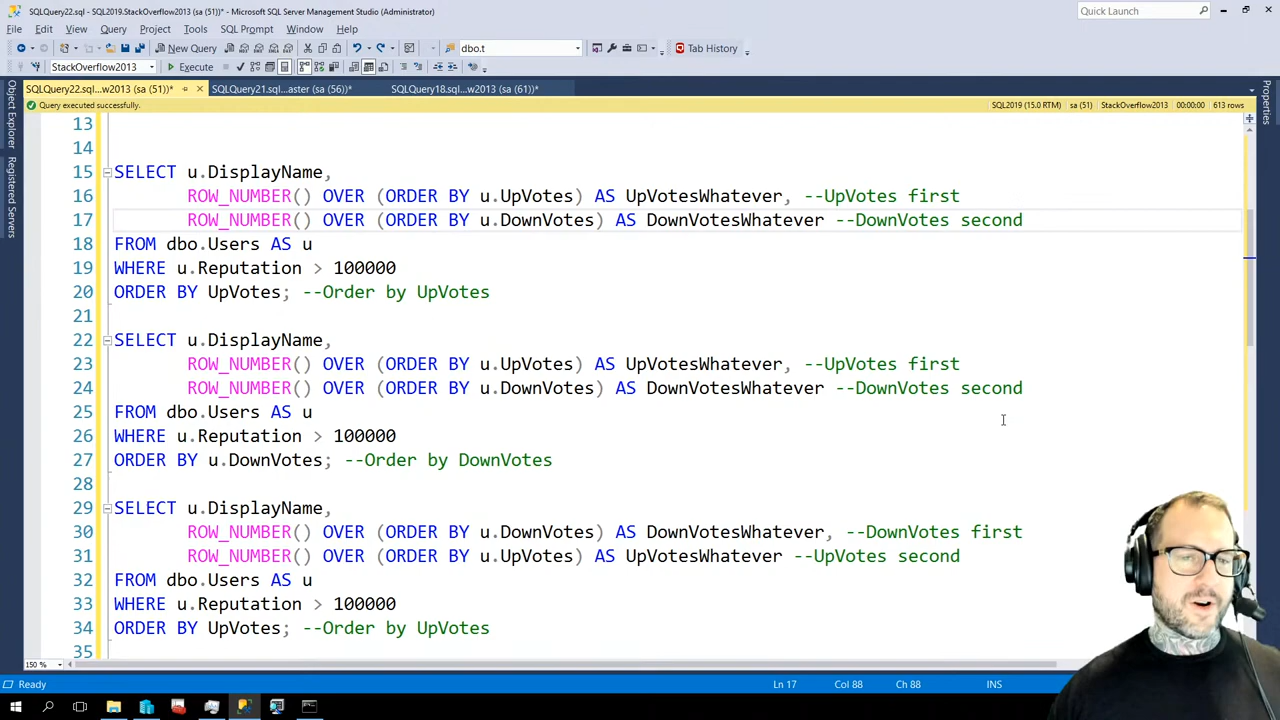 SQLQuery22.sql - SQL2019.StackOverflow2013 (sa (51))* - Microsoft SQL Server Management Studio (Administrator)
Quick Launch
File Edit View Query Project Tools SQL Prompt Window Help
New Query dbo.t Tab History
StackOverflow2013 Execute
SQLQuery22.sql...w2013 (sa (51))* SQLQuery21.sql...aster (sa (56))* SQLQuery18.sql...w2013 (sa (61))*
Query executed successfully. SQL2019 (15.0 RTM) sa (51) StackOverflow2013 00:00:00 613 rows
Object Explorer
Registered Servers
Properties
13
14
15 SELECT u.DisplayName,
16 ROW_NUMBER() OVER (ORDER BY u.UpVotes) AS UpVotesWhatever, --UpVotes first
17 ROW_NUMBER() OVER (ORDER BY u.DownVotes) AS DownVotesWhatever --DownVotes second
18 FROM dbo.Users AS u
19 WHERE u.Reputation > 100000
20 ORDER BY UpVotes; --Order by UpVotes
21
22 SELECT u.DisplayName,
23 ROW_NUMBER() OVER (ORDER BY u.UpVotes) AS UpVotesWhatever, --UpVotes first
24 ROW_NUMBER() OVER (ORDER BY u.DownVotes) AS DownVotesWhatever --DownVotes second
25 FROM dbo.Users AS u
26 WHERE u.Reputation > 100000
27 ORDER BY u.DownVotes; --Order by DownVotes
28
29 SELECT u.DisplayName,
30 ROW_NUMBER() OVER (ORDER BY u.DownVotes) AS DownVotesWhatever, --DownVotes first
31 ROW_NUMBER() OVER (ORDER BY u.UpVotes) AS UpVotesWhatever --UpVotes second
32 FROM dbo.Users AS u
33 WHERE u.Reputation > 100000
34 ORDER BY UpVotes; --Order by UpVotes
35
150 %
Ready Ln 17 Col 88 Ch 88 INS